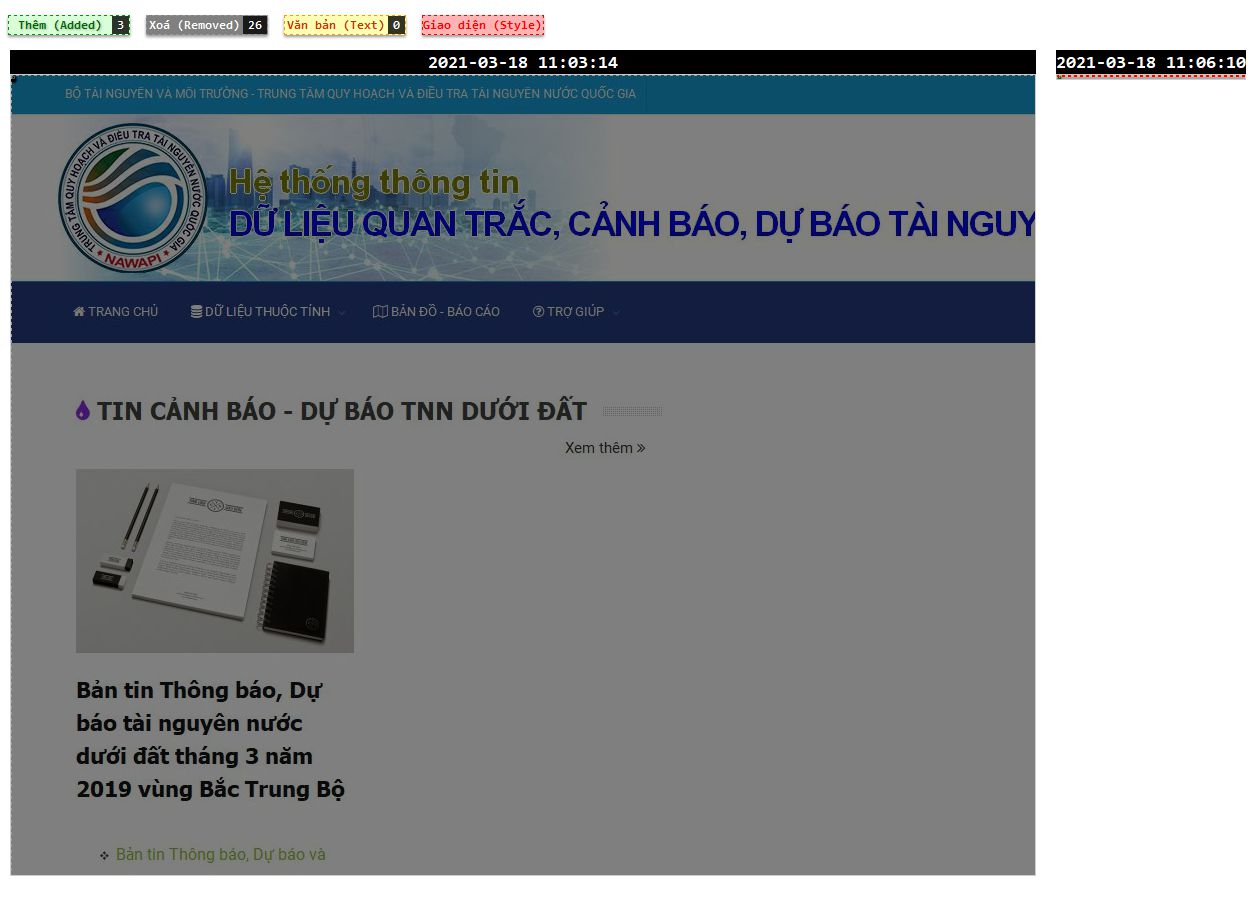 Thêm (Added) 3 Xoá (Removed) 26 Văn bản (Text) 0 Giao diện (Style)
2021-03-18 11:03:14 2021-03-18 11:06:10
BỘ TÀI NGUYÊN VÀ MÔI TRƯỜNG - TRUNG TÂM QUY HOẠCH VÀ ĐIỀU TRA TÀI NGUYÊN NƯỚC QUỐC GIA
TRUNG TÂM QUY HOẠCH VÀ ĐIỀU TRA TÀI NGUYÊN NƯỚC QUỐC GIA
NAWAPI
Hệ thống thông tin
DỮ LIỆU QUAN TRẮC, CẢNH BÁO, DỰ BÁO TÀI NGUY
TRANG CHỦ DỮ LIỆU THUỘC TÍNH BẢN ĐỒ - BÁO CÁO TRỢ GIÚP
TIN CẢNH BÁO - DỰ BÁO TNN DƯỚI ĐẤT
Xem thêm »
Bản tin Thông báo, Dự
báo tài nguyên nước
dưới đất tháng 3 năm
2019 vùng Bắc Trung Bộ
❖ Bản tin Thông báo, Dự báo và